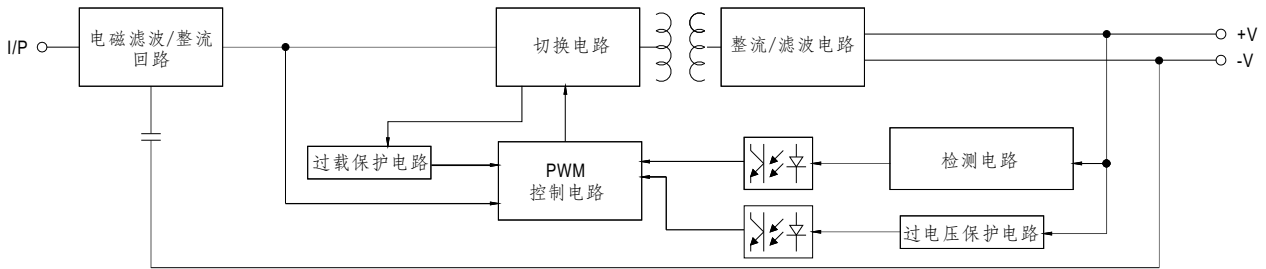 I/P
电磁滤波/整流
回路
切换电路
整流/滤波电路
+V
-V
过载保护电路
PWM
控制电路
检测电路
过电压保护电路